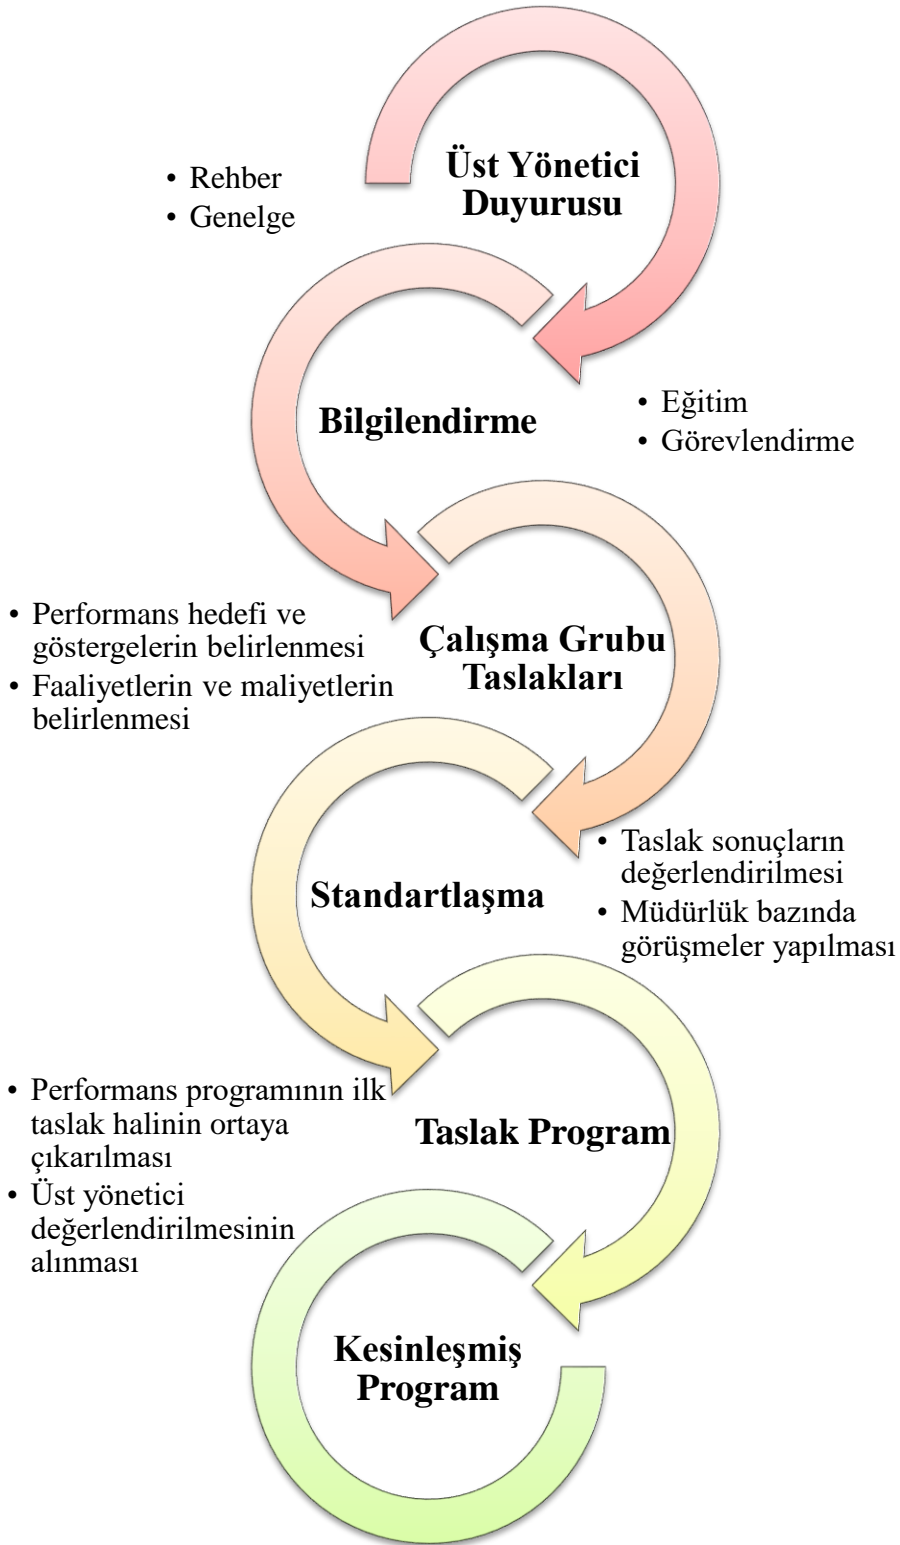 Üst Yönetici
Duyurusu
• Rehber
• Genelge
Bilgilendirme
• Eğitim
• Görevlendirme
Çalışma Grubu
Taslakları
• Performans hedefi ve
göstergelerin belirlenmesi
• Faaliyetlerin ve maliyetlerin
belirlenmesi
Standartlaşma
• Taslak sonuçların
değerlendirilmesi
• Müdürlük bazında
görüşmeler yapılması
Taslak Program
• Performans programının ilk
taslak halinin ortaya
çıkarılması
• Üst yönetici
değerlendirilmesinin
alınması
Kesinleşmiş
Program